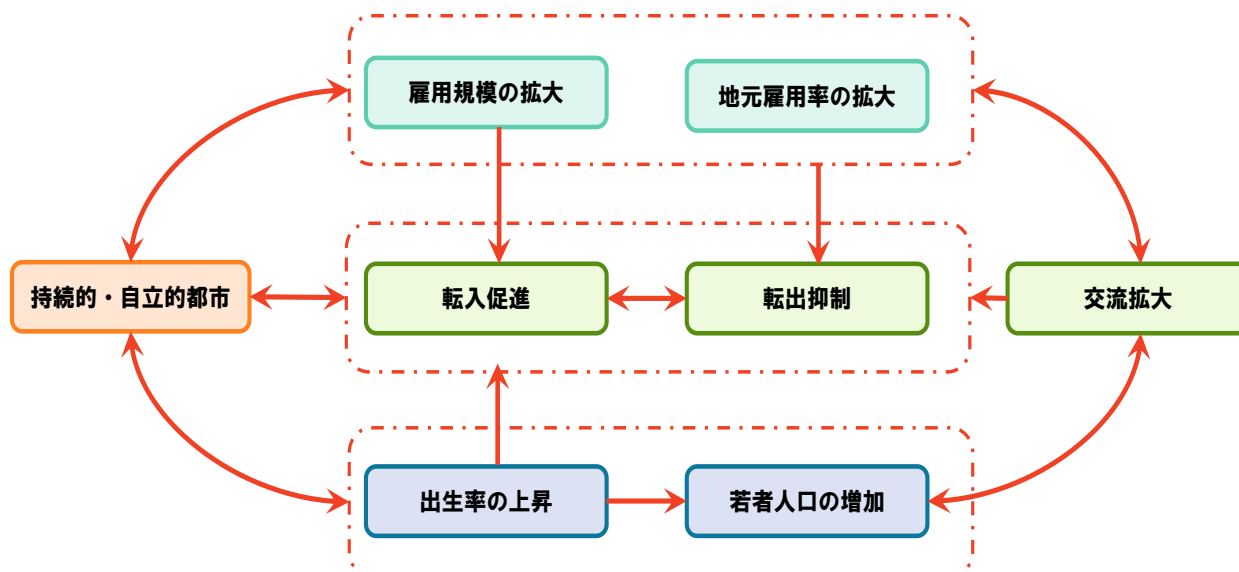 雇用規模の拡大
地元雇用率の拡大
持続的・自立的都市
転入促進
転出抑制
交流拡大
出生率の上昇
若者人口の増加